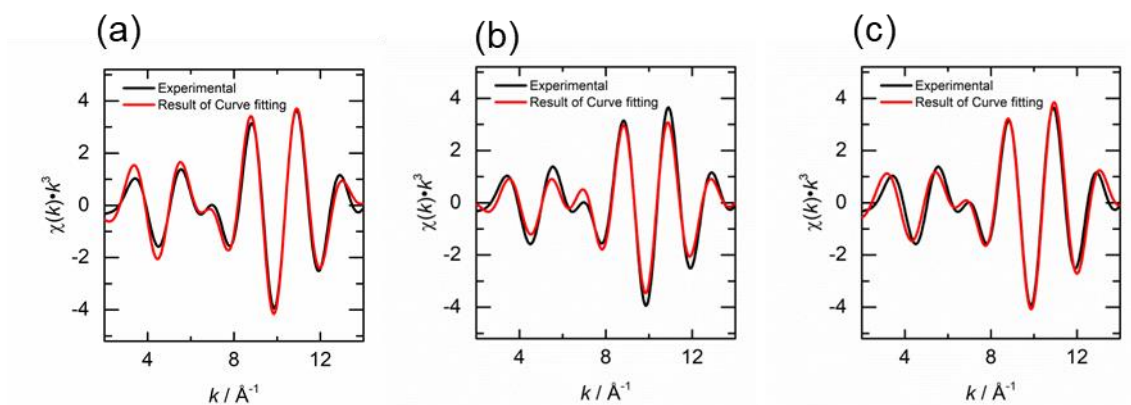 (a)
Experimental
Result of Curve fitting
4
2
0
-2
-4
χ(k)•k³
4
8
12
k / Å⁻¹
(b)
Experimental
Result of Curve fitting
4
2
0
-2
-4
χ(k)•k³
4
8
12
k / Å⁻¹
(c)
Experimental
Result of Curve fitting
4
2
0
-2
-4
χ(k)•k³
4
8
12
k / Å⁻¹